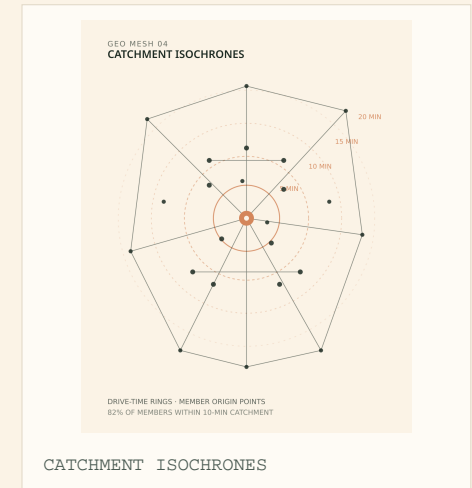 GEO MESH 04
CATCHMENT ISOCHRONES
20 MIN
15 MIN
10 MIN
MIN
DRIVE-TIME RINGS · MEMBER ORIGIN POINTS
82% OF MEMBERS WITHIN 10-MIN CATCHMENT
CATCHMENT ISOCHRONES